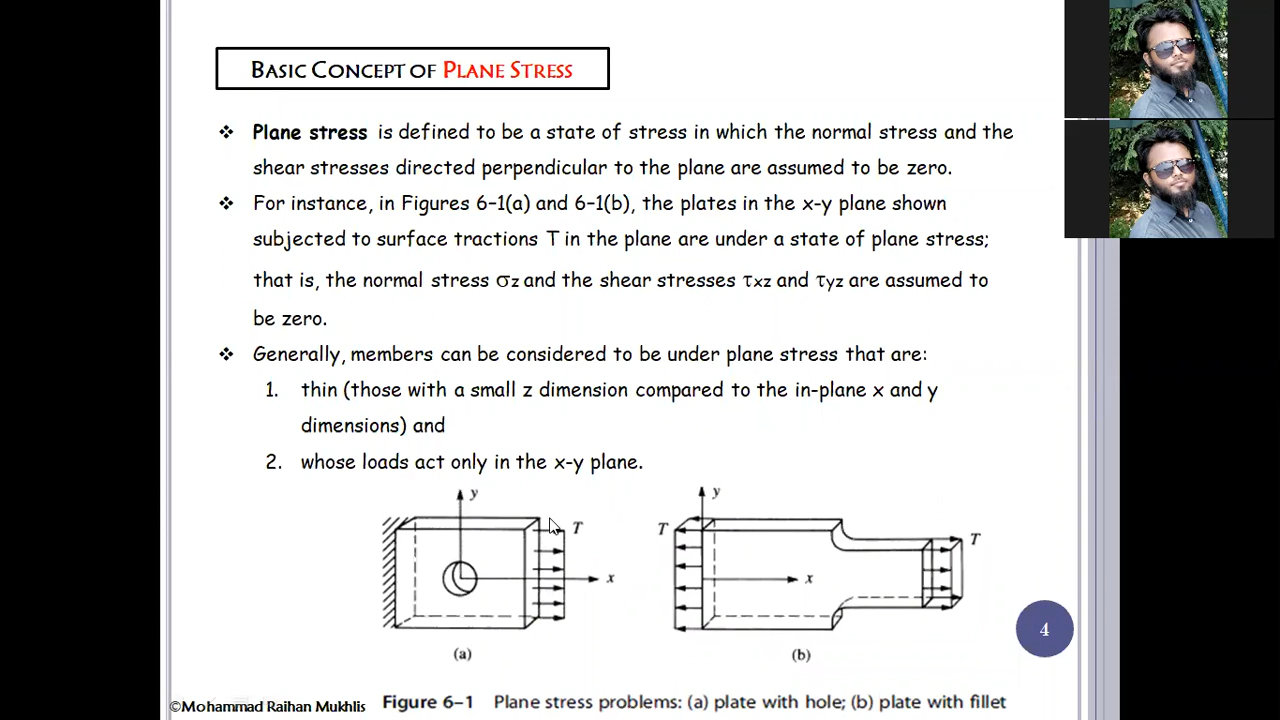 BASIC CONCEPT OF PLANE STRESS
❖ Plane stress is defined to be a state of stress in which the normal stress and the
shear stresses directed perpendicular to the plane are assumed to be zero.
❖ For instance, in Figures 6–1(a) and 6–1(b), the plates in the x-y plane shown
subjected to surface tractions T in the plane are under a state of plane stress;
that is, the normal stress σz and the shear stresses τxz and τyz are assumed to
be zero.
❖ Generally, members can be considered to be under plane stress that are:
1. thin (those with a small z dimension compared to the in-plane x and y
dimensions) and
2. whose loads act only in the x-y plane.
y
T
x
(a)
y
T
T
x
(b)
4
Figure 6–1 Plane stress problems: (a) plate with hole; (b) plate with fillet
©Mohammad Raihan Mukhlis